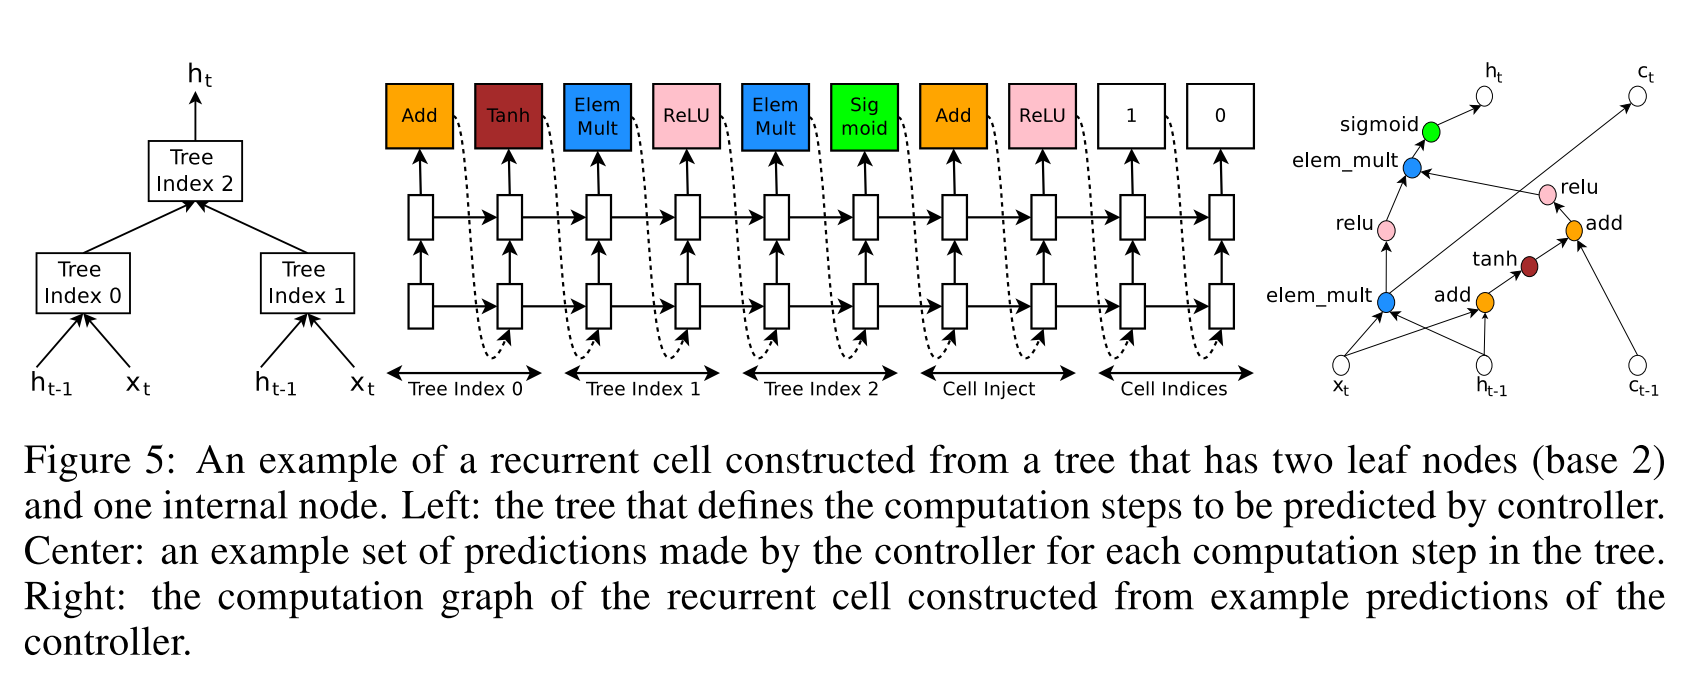 h_t
Tree
Index 2
Tree
Index 0
Tree
Index 1
h_{t-1}
x_t
h_{t-1}
x_t
Add
Tanh
Elem
Mult
ReLU
Elem
Mult
Sig
moid
Add
ReLU
1
0
Tree Index 0
Tree Index 1
Tree Index 2
Cell Inject
Cell Indices
h_t
c_t
sigmoid
elem_mult
relu
relu
add
tanh
elem_mult
add
x_t
h_{t-1}
c_{t-1}
Figure 5: An example of a recurrent cell constructed from a tree that has two leaf nodes (base 2)
and one internal node. Left: the tree that defines the computation steps to be predicted by controller.
Center: an example set of predictions made by the controller for each computation step in the tree.
Right: the computation graph of the recurrent cell constructed from example predictions of the
controller.